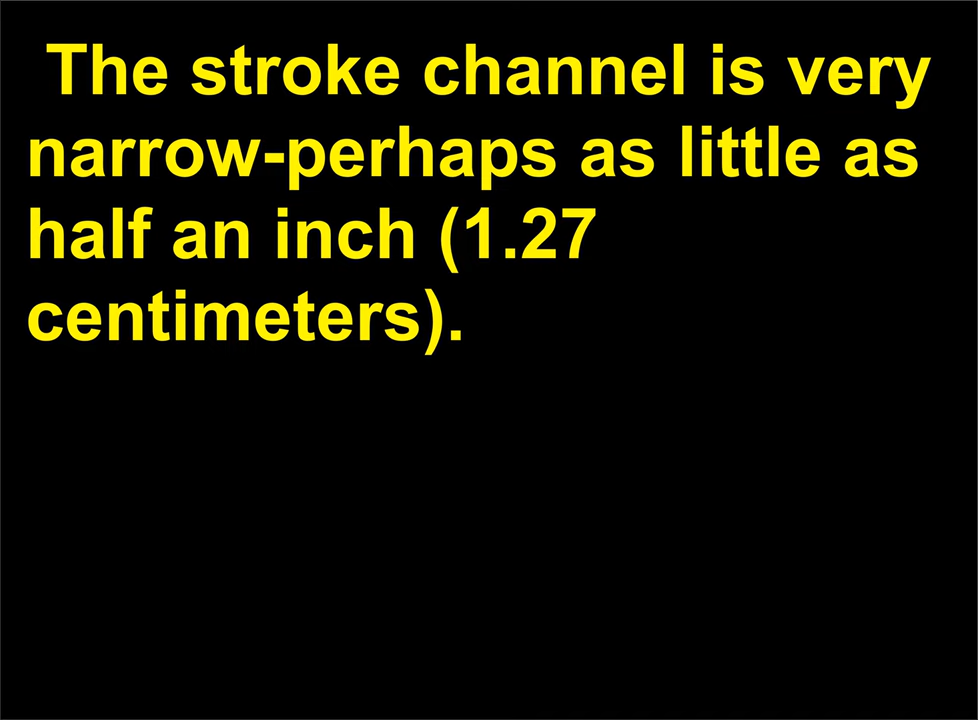 The stroke channel is very
narrow-perhaps as little as
half an inch (1.27
centimeters).